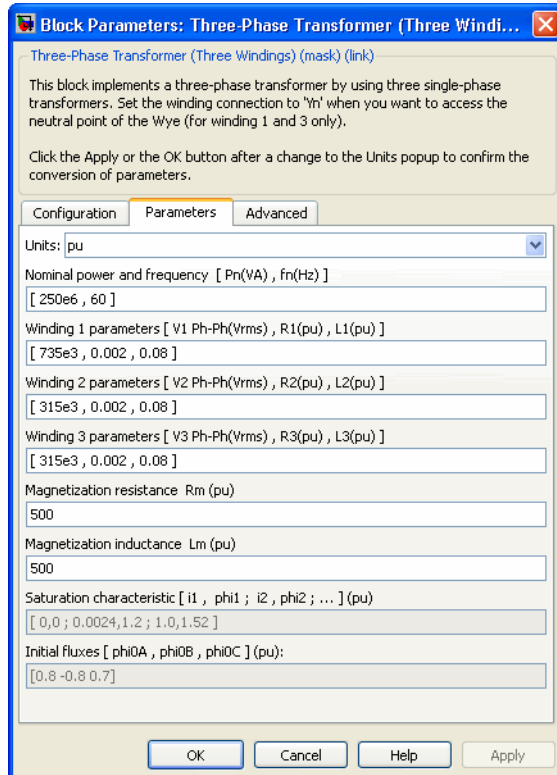 Block Parameters: Three-Phase Transformer (Three Windi...
Three-Phase Transformer (Three Windings) (mask) (link)
This block implements a three-phase transformer by using three single-phase
transformers. Set the winding connection to 'Yn' when you want to access the
neutral point of the Wye (for winding 1 and 3 only).
Click the Apply or the OK button after a change to the Units popup to confirm the
conversion of parameters.
Configuration Parameters Advanced
Units: pu
Nominal power and frequency [ Pn(VA) , fn(Hz) ]
[ 250e6 , 60 ]
Winding 1 parameters [ V1 Ph-Ph(Vrms) , R1(pu) , L1(pu) ]
[ 735e3 , 0.002 , 0.08 ]
Winding 2 parameters [ V2 Ph-Ph(Vrms) , R2(pu) , L2(pu) ]
[ 315e3 , 0.002 , 0.08 ]
Winding 3 parameters [ V3 Ph-Ph(Vrms) , R3(pu) , L3(pu) ]
[ 315e3 , 0.002 , 0.08 ]
Magnetization resistance Rm (pu)
500
Magnetization inductance Lm (pu)
500
Saturation characteristic [ i1 , phi1 ; i2 , phi2 ; ... ] (pu)
[ 0,0 ; 0.0024,1.2 ; 1.0,1.52 ]
Initial fluxes [ phi0A , phi0B , phi0C ] (pu):
[0.8 -0.8 0.7]
OK Cancel Help Apply